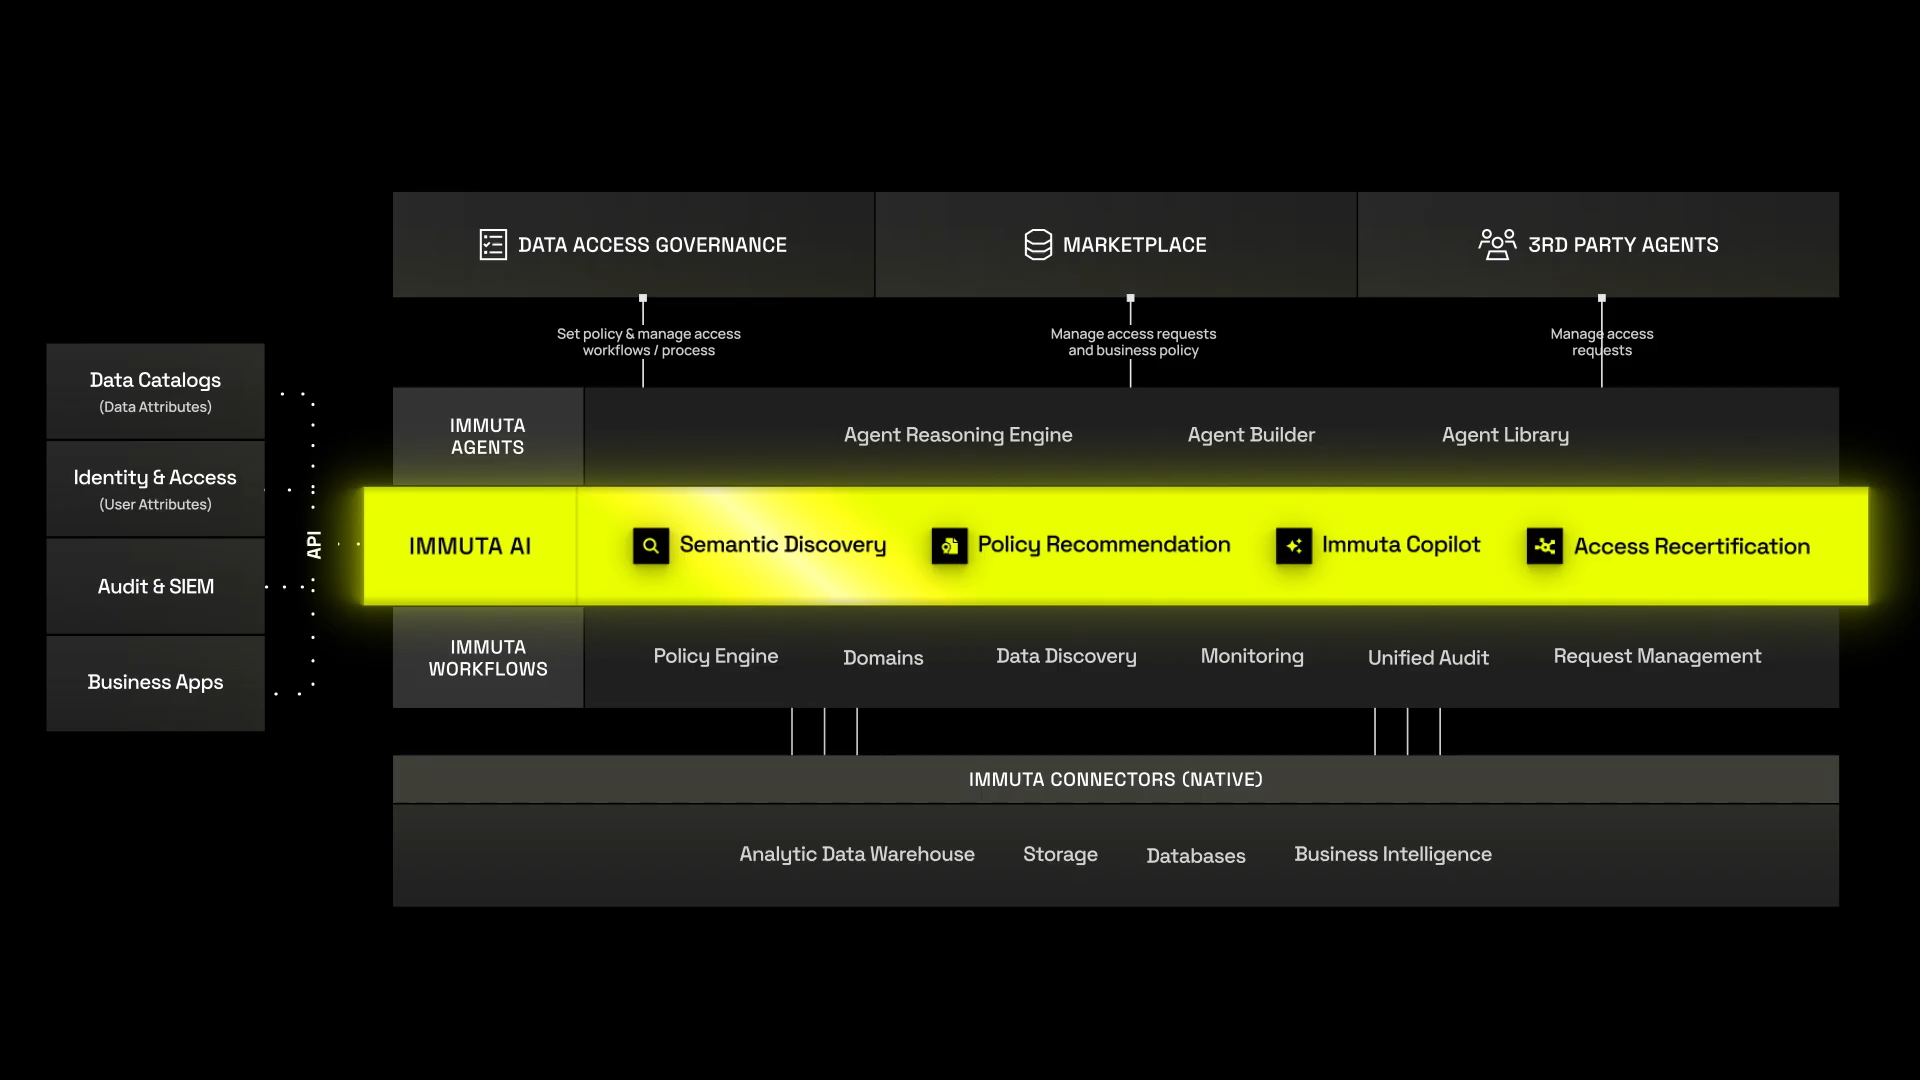 DATA ACCESS GOVERNANCE
MARKETPLACE
3RD PARTY AGENTS
Set policy & manage access
workflows / process
Manage access requests
and business policy
Manage access
requests
Data Catalogs
(Data Attributes)
Identity & Access
(User Attributes)
Audit & SIEM
Business Apps
API
IMMUTA
AGENTS
Agent Reasoning Engine
Agent Builder
Agent Library
IMMUTA AI
Semantic Discovery
Policy Recommendation
Immuta Copilot
Access Recertification
IMMUTA
WORKFLOWS
Policy Engine
Domains
Data Discovery
Monitoring
Unified Audit
Request Management
IMMUTA CONNECTORS (NATIVE)
Analytic Data Warehouse
Storage
Databases
Business Intelligence